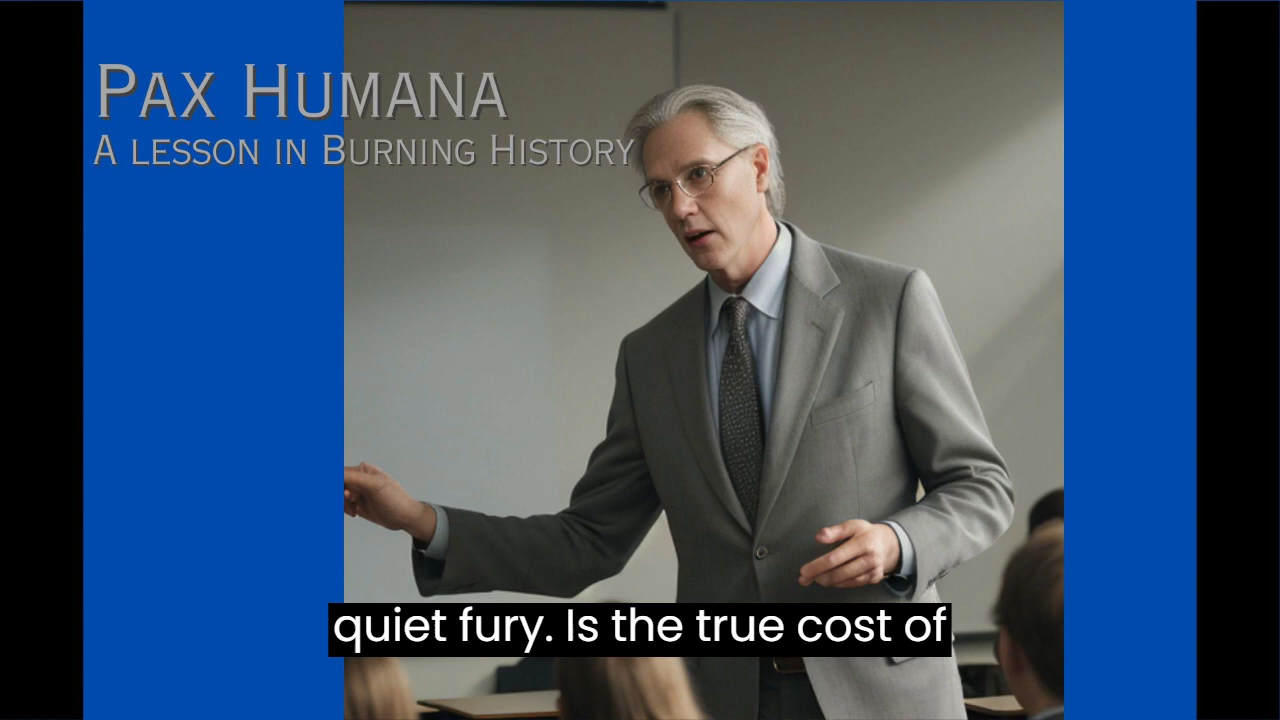 Pax Humana
A lesson in Burning History
quiet fury. Is the true cost of